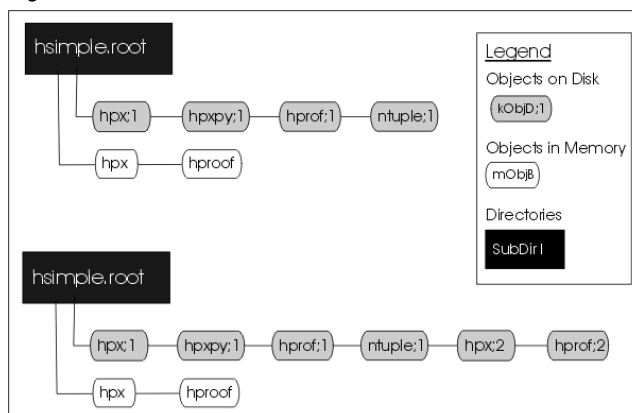 hsimple.root
hpx;1 hpxpy;1 hprof;1 ntuple;1
hpx hproof
Legend
Objects on Disk
kObjD;1
Objects in Memory
mObjB
Directories
SubDir1
hsimple.root
hpx;1 hpxpy;1 hprof;1 ntuple;1 hpx;2 hprof;2
hpx hproof